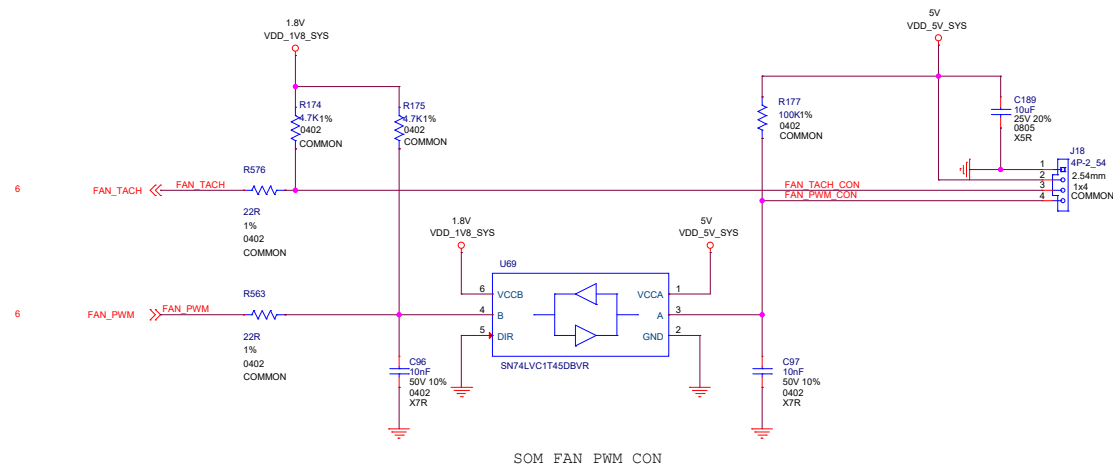 1.8V
VDD_1V8_SYS
5V
VDD_5V_SYS
R174
4.7K1%
0402
COMMON
R175
4.7K1%
0402
COMMON
R177
100K1%
0402
COMMON
C189
10uF
25V 20%
0805
X5R
J18
4P-2_54
2.54mm
1x4
COMMON
1
2
3
4
6
FAN_TACH
FAN_TACH
R576
22R
1%
0402
COMMON
FAN_TACH_CON
FAN_PWM_CON
1.8V
VDD_1V8_SYS
5V
VDD_5V_SYS
U69
6
VCCB
VCCA
1
4
B
A
3
5
DIR
GND
2
SN74LVC1T45DBVR
6
FAN_PWM
FAN_PWM
R563
22R
1%
0402
COMMON
C96
10nF
50V 10%
0402
X7R
C97
10nF
50V 10%
0402
X7R
SOM FAN PWM CON